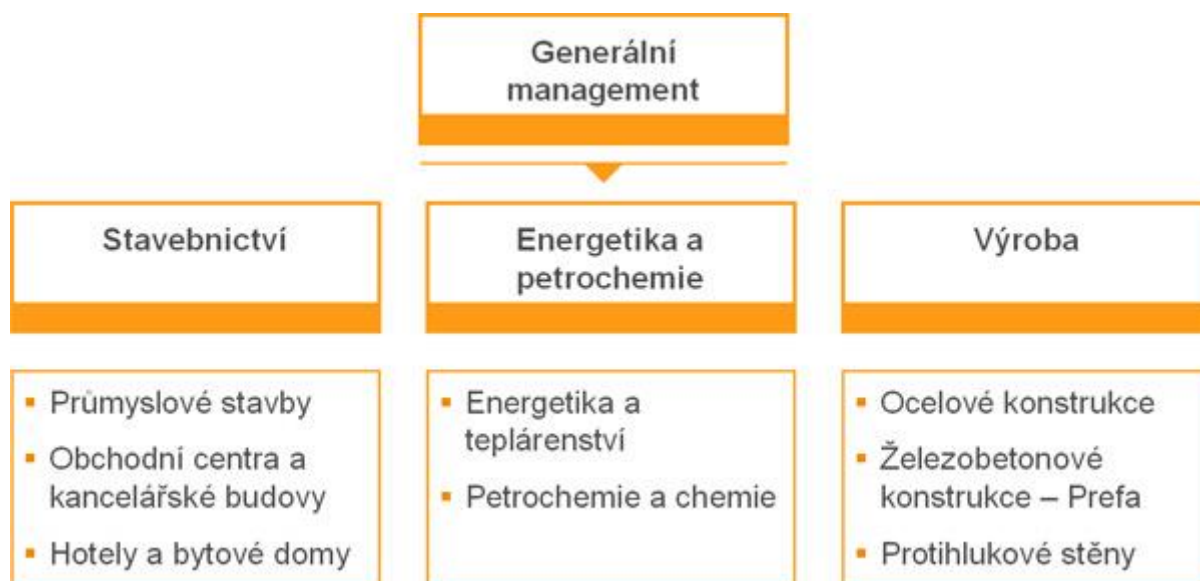 Generální
management
Stavebnictví
Energetika a
petrochemie
Výroba
▪ Průmyslové stavby
▪ Obchodní centra a
kancelářské budovy
▪ Hotely a bytové domy
▪ Energetika a
teplárenství
▪ Petrochemie a chemie
▪ Ocelové konstrukce
▪ Železobetonové
konstrukce – Prefa
▪ Protihlukové stěny